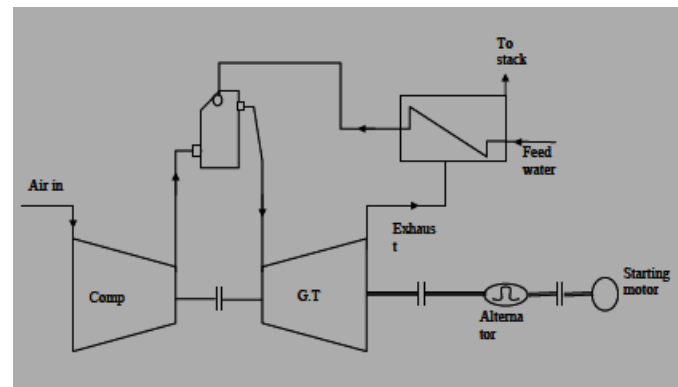 To
stack
Feed
water
Air in
Exhaus
t
Comp
G.T
Starting
motor
Alterna
tor